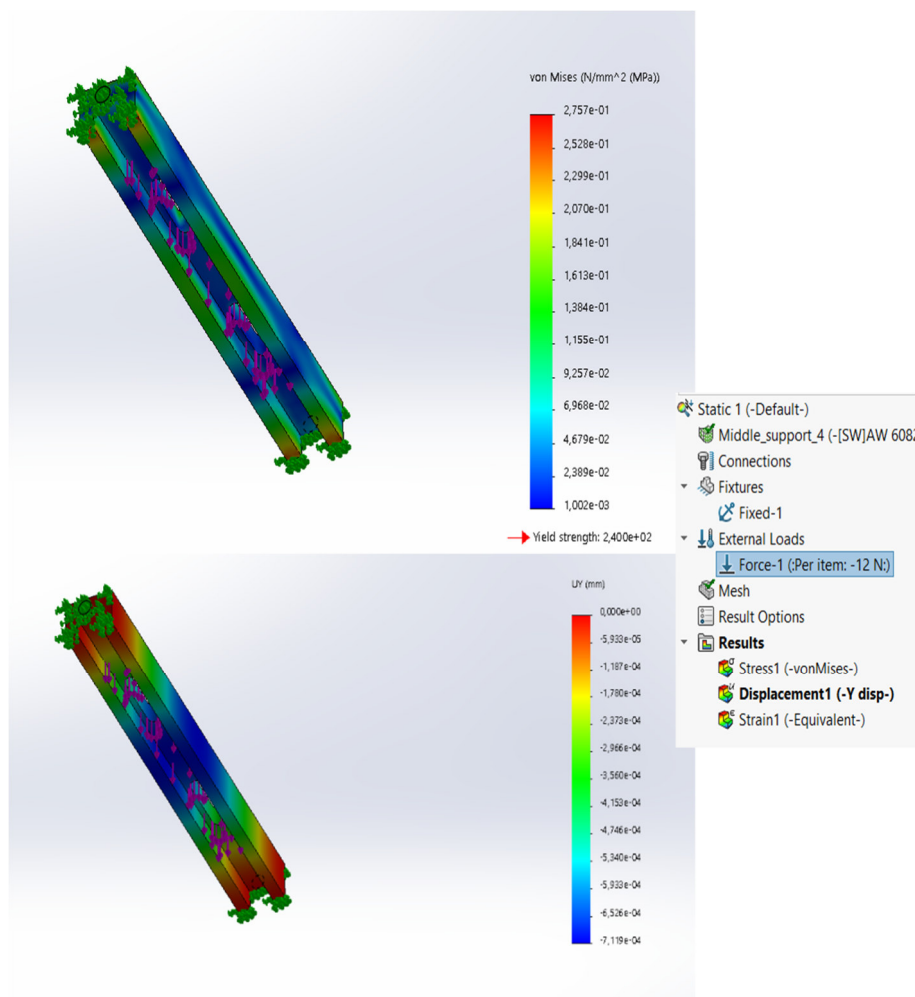 von Mises (N/mm^2 (MPa))
2,757e-01
2,528e-01
2,299e-01
2,070e-01
1,841e-01
1,613e-01
1,384e-01
1,155e-01
9,257e-02
6,968e-02
4,679e-02
2,389e-02
1,002e-03
Yield strength: 2,400e+02
Static 1 (-Default-)
Middle_support_4 (-[SW]AW 6082
Connections
Fixtures
Fixed-1
External Loads
Force-1 (:Per item: -12 N:)
Mesh
Result Options
Results
Stress1 (-vonMises-)
Displacement1 (-Y disp-)
Strain1 (-Equivalent-)
UY (mm)
0,000e+00
-5,933e-05
-1,187e-04
-1,780e-04
-2,373e-04
-2,966e-04
-3,560e-04
-4,153e-04
-4,746e-04
-5,340e-04
-5,933e-04
-6,526e-04
-7,119e-04